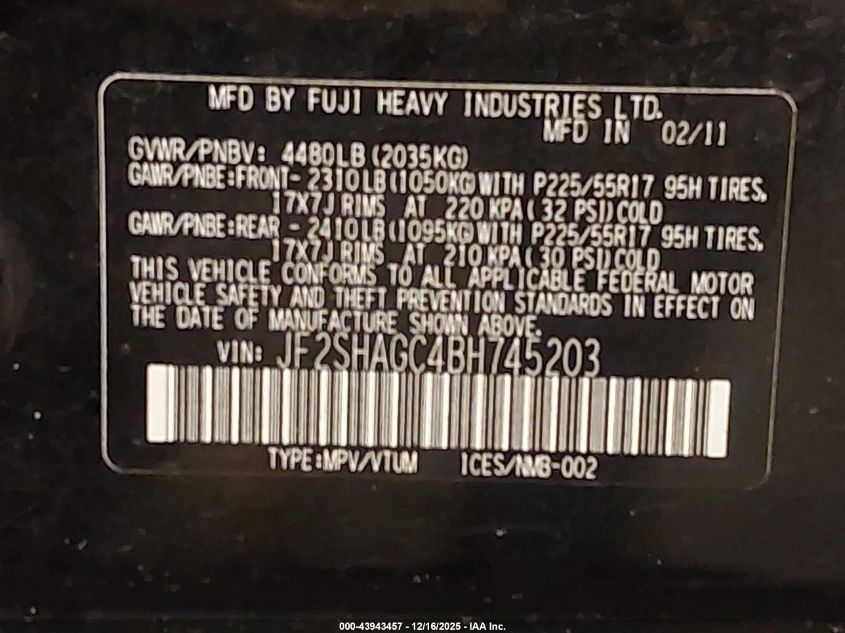 MFD BY FUJI HEAVY INDUSTRIES LTD.
MFD IN 02/11
GVWR/PNBV: 4480LB (2035KG)
GAWR/PNBE:FRONT- 2310LB(1050KG)WITH P225/55R17 95H TIRES.
17X7J RIMS AT 220 KPA( 32 PSI)COLD
GAWR/PNBE:REAR - 2410LB(1095KG)WITH P225/55R17 95H TIRES.
17X7J RIMS AT 210 KPA( 30 PSI)COLD
THIS VEHICLE CONFORMS TO ALL APPLICABLE FEDERAL MOTOR
VEHICLE SAFETY AND THEFT PREVENTION STANDARDS IN EFFECT ON
THE DATE OF MANUFACTURE SHOWN ABOVE.
VIN: JF2SHAGC4BH745203
TYPE:MPV/VTUM ICES/NMB-002
000-43943457 - 12/16/2025 - IAA Inc.